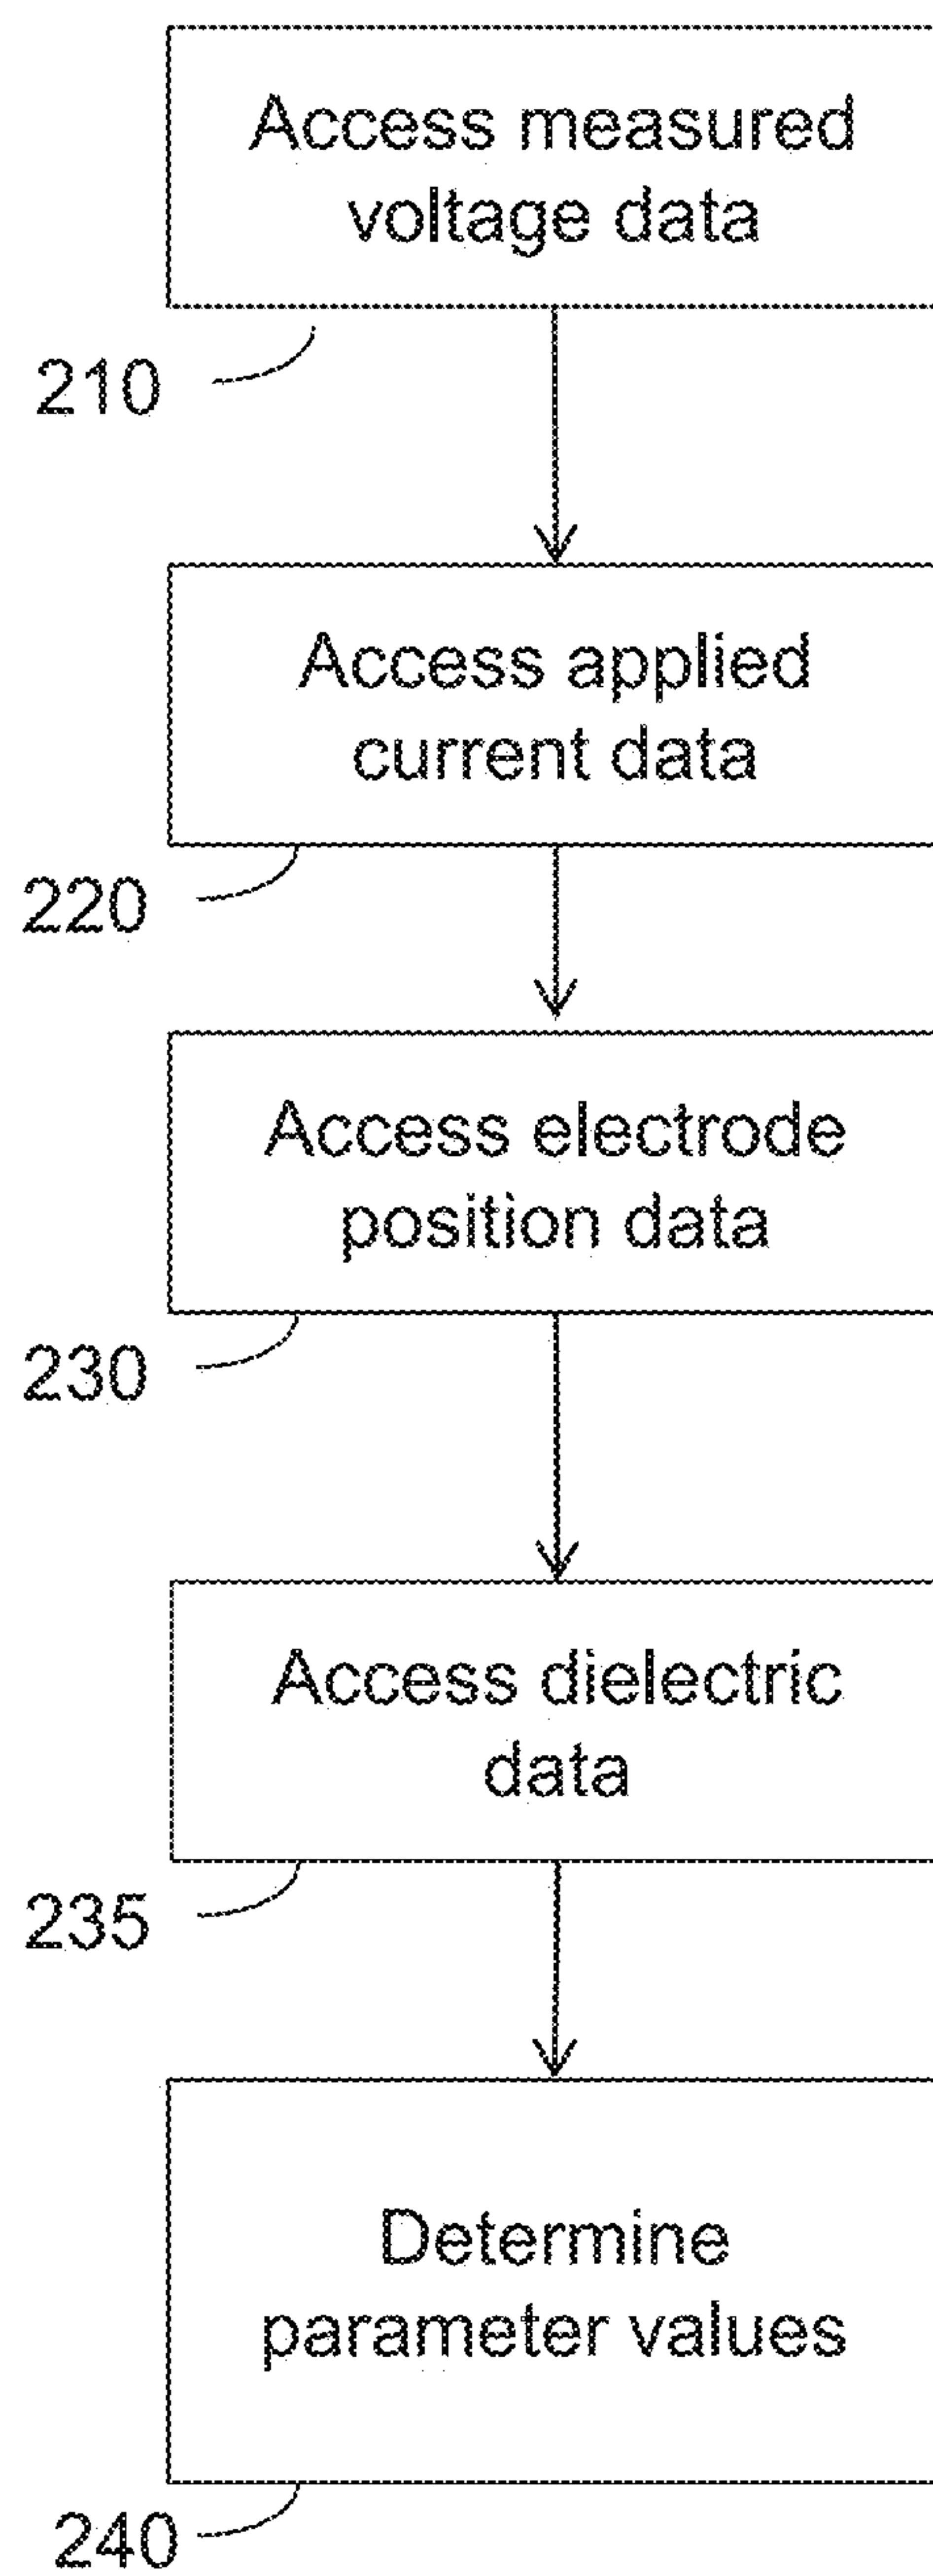 Access measured
voltage data
210
Access applied
current data
220
Access electrode
position data
230
Access dielectric
data
235
Determine
parameter values
240